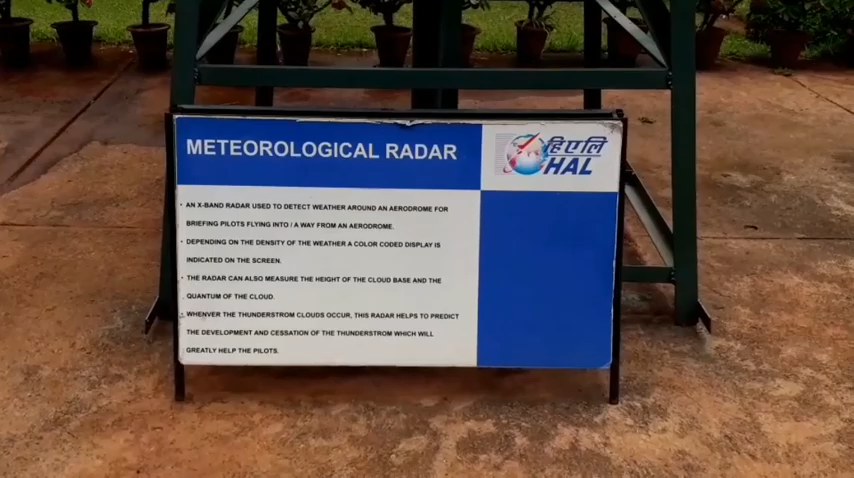 METEOROLOGICAL RADAR
हिएलि
HAL
• AN X-BAND RADAR USED TO DETECT WEATHER AROUND AN AERODROME FOR
BRIEFING PILOTS FLYING INTO / A WAY FROM AN AERODROME.
• DEPENDING ON THE DENSITY OF THE WEATHER A COLOR CODED DISPLAY IS
INDICATED ON THE SCREEN.
• THE RADAR CAN ALSO MEASURE THE HEIGHT OF THE CLOUD BASE AND THE
QUANTUM OF THE CLOUD.
• WHENVER THE THUNDERSTROM CLOUDS OCCUR, THIS RADAR HELPS TO PREDICT
THE DEVELOPMENT AND CESSATION OF THE THUNDERSTROM WHICH WILL
GREATLY HELP THE PILOTS.